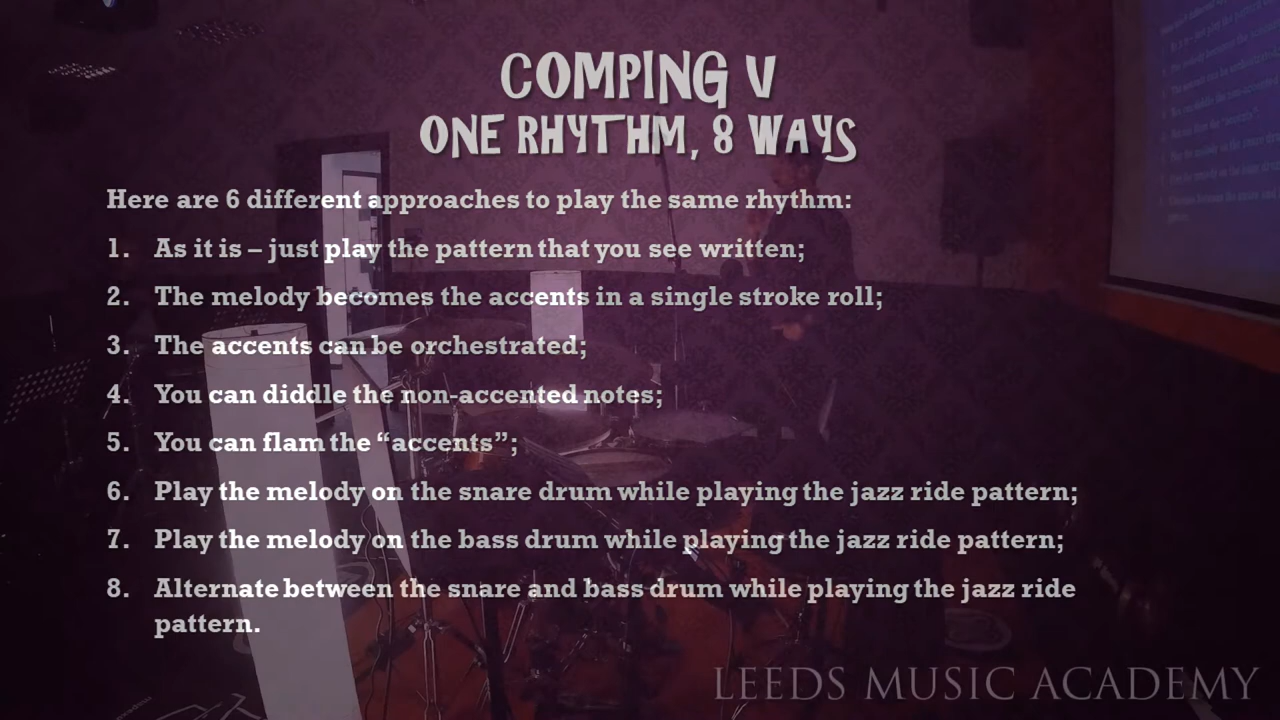 COMPING V
ONE RHYTHM, 8 WAYS
Here are 6 different approaches to play the same rhythm:
1. As it is – just play the pattern that you see written;
2. The melody becomes the accents in a single stroke roll;
3. The accents can be orchestrated;
4. You can diddle the non-accented notes;
5. You can flam the “accents”;
6. Play the melody on the snare drum while playing the jazz ride pattern;
7. Play the melody on the bass drum while playing the jazz ride pattern;
8. Alternate between the snare and bass drum while playing the jazz ride
pattern.
LEEDS MUSIC ACADEMY